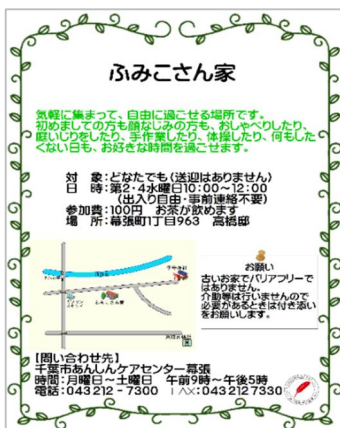 ふみこさん家
気軽に集まって、自由に過ごせる場所です。
初めましての方も顔なじみの方も、おしゃべりしたり、
庭いじりをしたり、手作業したり、体操したり、何もした
くない日も、お好きな時間を過ごせます。
対　象:どなたでも(送迎はありません)
日　時:第2・4水曜日10:00～12:00
(出入り自由・事前連絡不要)
参加費:100円　お茶が飲めます
場　所:幕張町1丁目963　高橋邸
お願い
古いお家でバリアフリーで
はありません。
介助等は行いませんので
必要があるときは付き添い
をお願いします。
【問い合わせ先】
千葉市あんしんケアセンター幕張
時間:月曜日～土曜日　午前9時～午後5時
電話:043 212 - 7300　FAX:043 212 7330